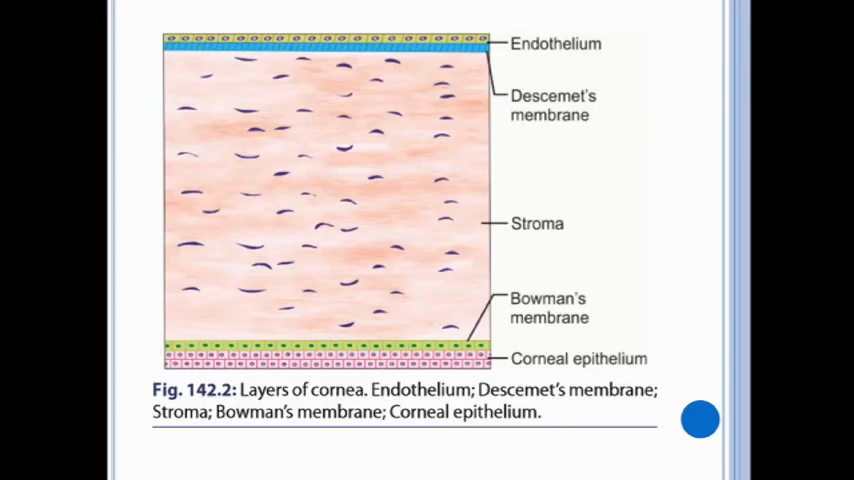 Endothelium
Descemet's
membrane
Stroma
Bowman's
membrane
Corneal epithelium
Fig. 142.2: Layers of cornea. Endothelium; Descemet's membrane;
Stroma; Bowman's membrane; Corneal epithelium.